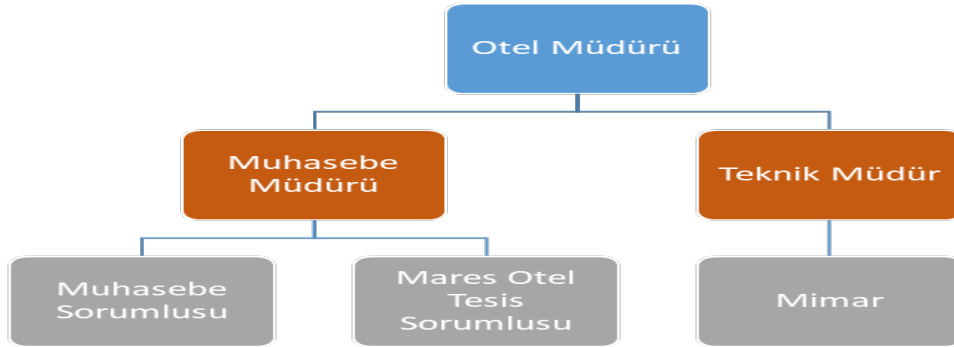 Otel Müdürü
Muhasebe
Müdürü
Teknik Müdür
Muhasebe
Sorumlusu
Mares Otel
Tesis
Sorumlusu
Mimar